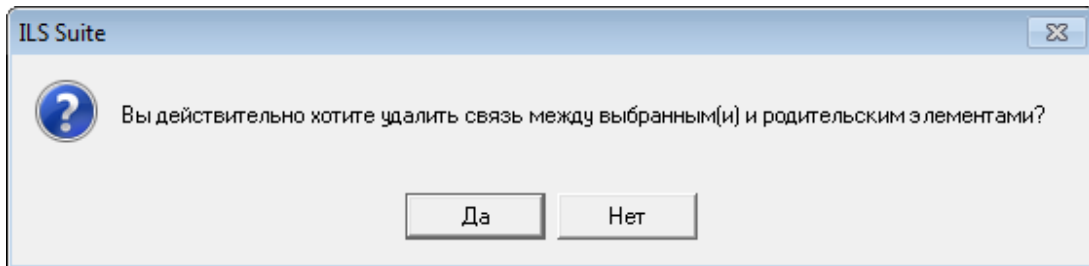 ILS Suite
Вы действительно хотите удалить связь между выбранным(и) и родительским элементами?
Да
Нет